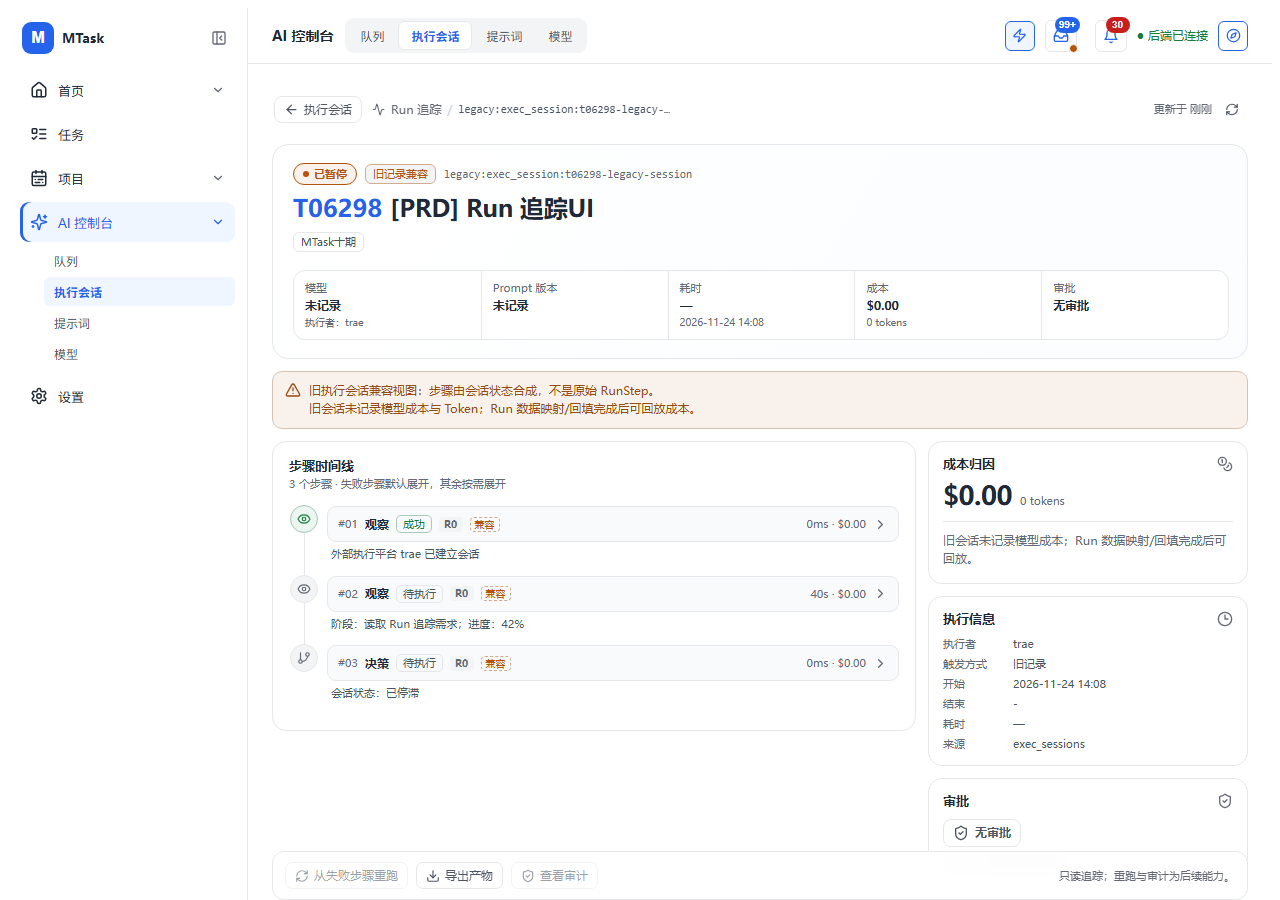 M MTask
首页
任务
项目
AI 控制台
队列
执行会话
提示词
模型
设置
AI 控制台 队列 执行会话 提示词 模型
99+ 30 后端已连接
执行会话 Run 追踪 / legacy:exec_session:t06298-legacy-… 更新于 刚刚
已暂停 旧记录兼容 legacy:exec_session:t06298-legacy-session
T06298 [PRD] Run 追踪UI
MTask十期
模型
未记录
执行者：trae
Prompt 版本
未记录
耗时
—
2026-11-24 14:08
成本
$0.00
0 tokens
审批
无审批
旧执行会话兼容视图：步骤由会话状态合成，不是原始 RunStep。
旧会话未记录模型成本与 Token；Run 数据映射/回填完成后可回放成本。
步骤时间线
3 个步骤 · 失败步骤默认展开，其余按需展开
#01 观察 成功 R0 兼容 0ms · $0.00
外部执行平台 trae 已建立会话
#02 观察 待执行 R0 兼容 40s · $0.00
阶段：读取 Run 追踪需求；进度：42%
#03 决策 待执行 R0 兼容 0ms · $0.00
会话状态：已停滞
成本归因
$0.00 0 tokens
旧会话未记录模型成本；Run 数据映射/回填完成后可
回放。
执行信息
执行者 trae
触发方式 旧记录
开始 2026-11-24 14:08
结束 -
耗时 —
来源 exec_sessions
审批
无审批
从失败步骤重跑 导出产物 查看审计 只读追踪；重跑与审计为后续能力。